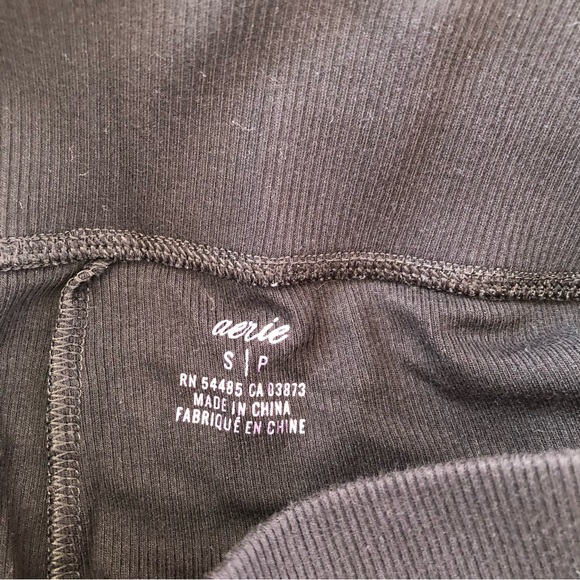 aerie
S | P
RN 54485 CA 03873
MADE IN CHINA
FABRIQUÉ EN CHINE